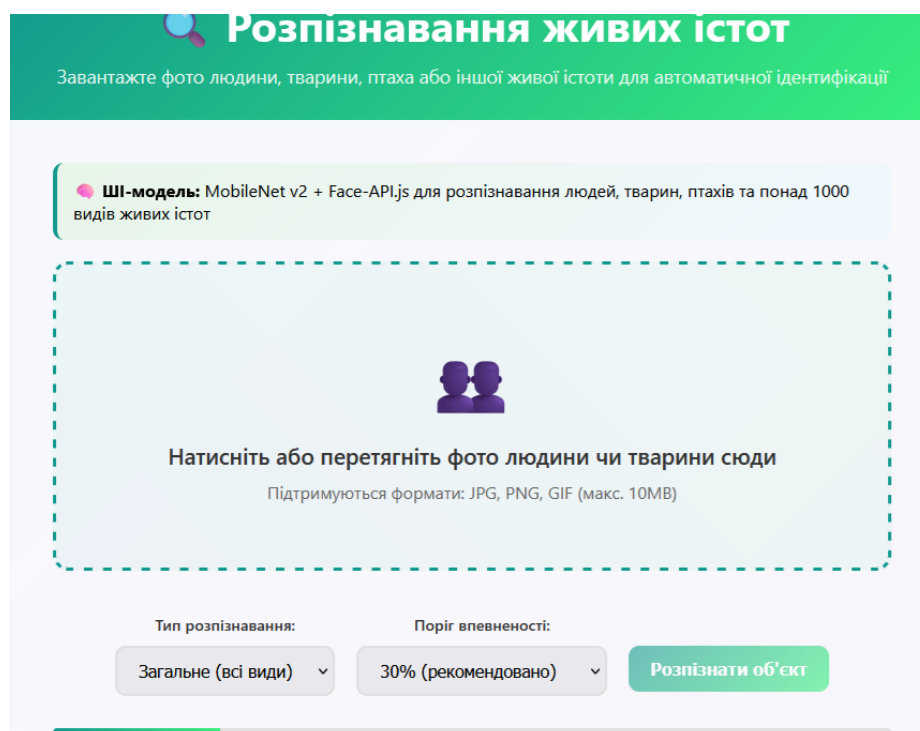 Розпізнавання живих істот
Завантажте фото людини, тварини, птаха або іншої живої істоти для автоматичної ідентифікації
ШІ-модель: MobileNet v2 + Face-API.js для розпізнавання людей, тварин, птахів та понад 1000
видів живих істот
Натисніть або перетягніть фото людини чи тварини сюди
Підтримуються формати: JPG, PNG, GIF (макс. 10MB)
Тип розпізнавання:
Поріг впевненості:
Загальне (всі види)
30% (рекомендовано)
Розпізнати об'єкт